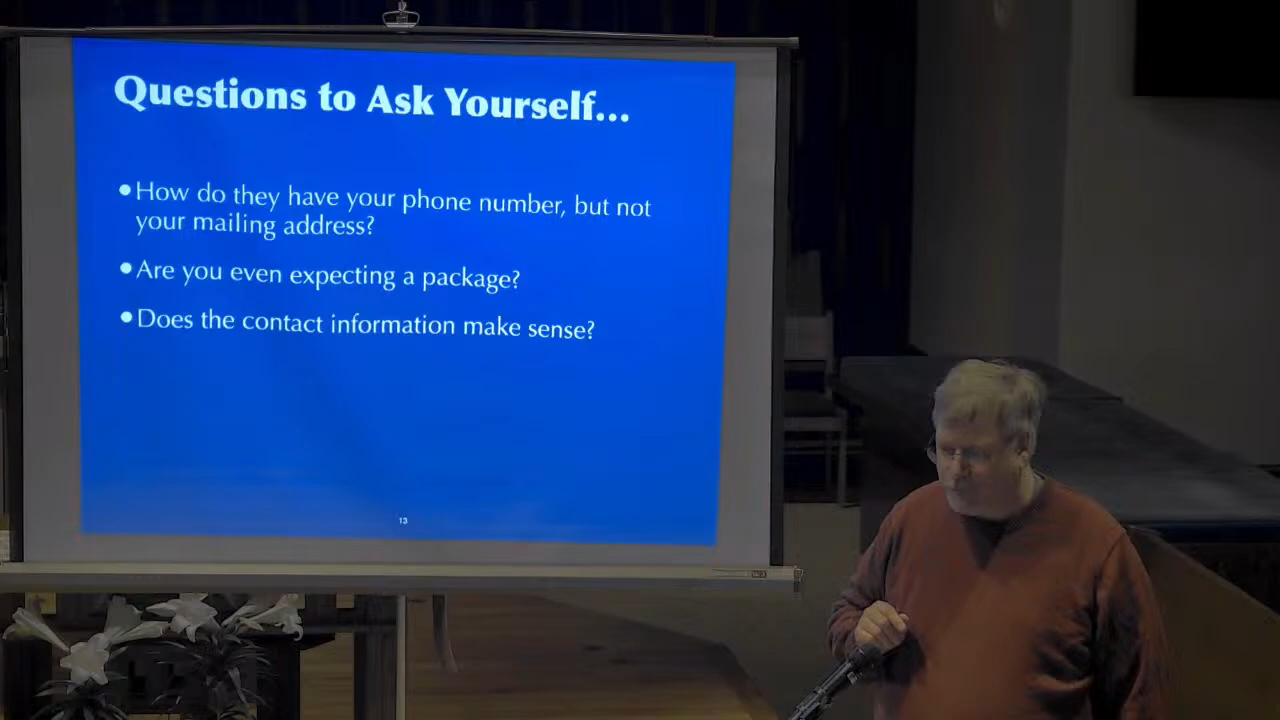 Questions to Ask Yourself...
•How do they have your phone number, but not
your mailing address?
•Are you even expecting a package?
•Does the contact information make sense?
13